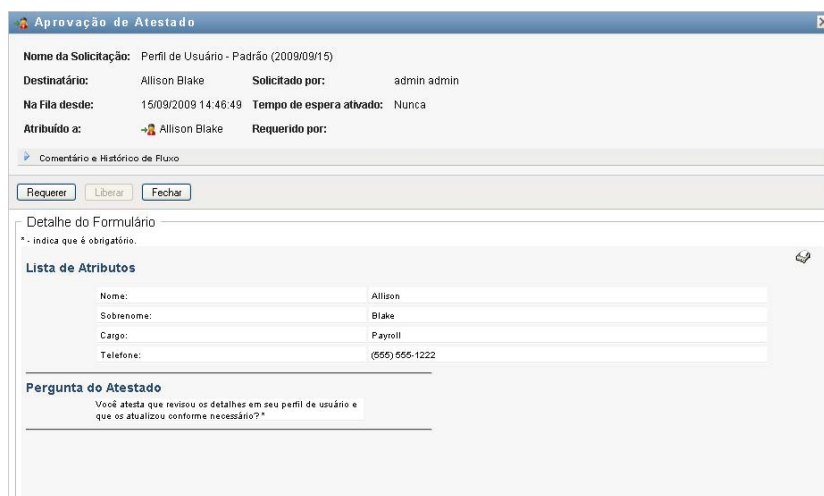 Aprovação de Atestado
Nome da Solicitação: Perfil de Usuário - Padrão (2009/09/15)
Destinatário: Allison Blake Solicitado por: admin admin
Na Fila desde: 15/09/2009 14:46:49 Tempo de espera ativado: Nunca
Atribuído a: Allison Blake Requerido por:
Comentário e Histórico de Fluxo
Requerer Liberar Fechar
Detalhe do Formulário
* - indica que é obrigatório.
Lista de Atributos
Nome: Allison
Sobrenome: Blake
Cargo: Payroll
Telefone: (555) 555-1222
Pergunta do Atestado
Você atesta que revisou os detalhes em seu perfil de usuário e
que os atualizou conforme necessário? *